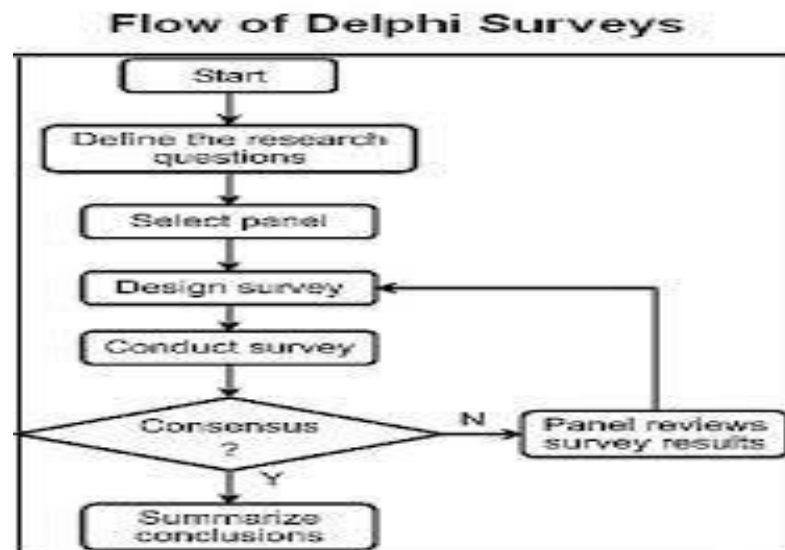 Flow of Delphi Surveys
Start
Define the research
questions
Select panel
Design survey
Conduct survey
Consensus
?
N
Panel reviews
survey results
Y
Summarize
conclusions